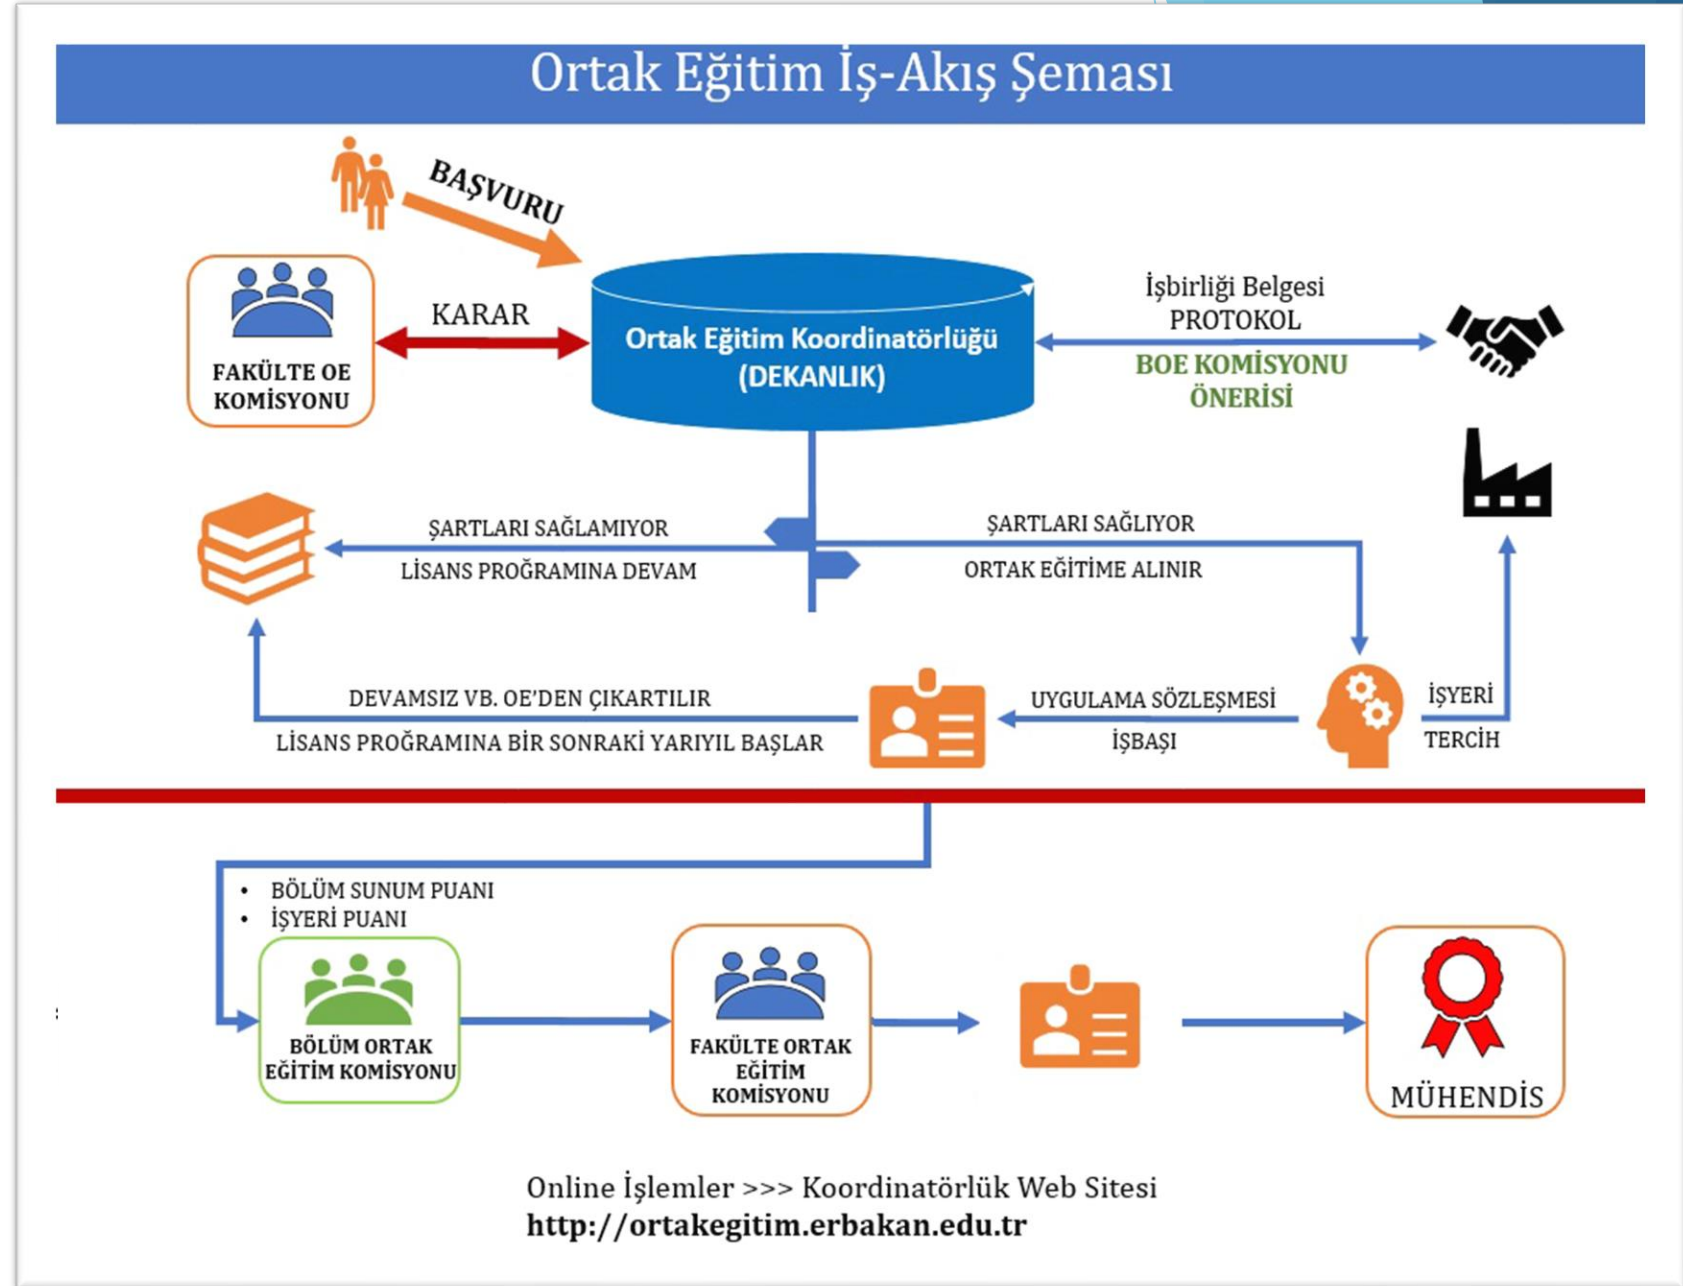 Ortak Eğitim İş-Akış Şeması
BAŞVURU
KARAR
FAKÜLTE OE
KOMİSYONU
Ortak Eğitim Koordinatörlüğü
(DEKANLIK)
İşbirliği Belgesi
PROTOKOL
BOE KOMİSYONU
ÖNERİSİ
ŞARTLARI SAĞLAMIYOR
LİSANS PROĞRAMINA DEVAM
ŞARTLARI SAĞLIYOR
ORTAK EĞİTİME ALINIR
DEVAMSIZ VB. OE'DEN ÇIKARTILIR
LİSANS PROĞRAMINA BİR SONRAKİ YARIYIL BAŞLAR
UYGULAMA SÖZLEŞMESİ
İŞBAŞI
İŞYERİ
TERCİH
• BÖLÜM SUNUM PUANI
• İŞYERİ PUANI
BÖLÜM ORTAK
EĞİTİM KOMİSYONU
FAKÜLTE ORTAK
EĞİTİM
KOMİSYONU
MÜHENDİS
Online İşlemler >>> Koordinatörlük Web Sitesi
http://ortakegitim.erbakan.edu.tr